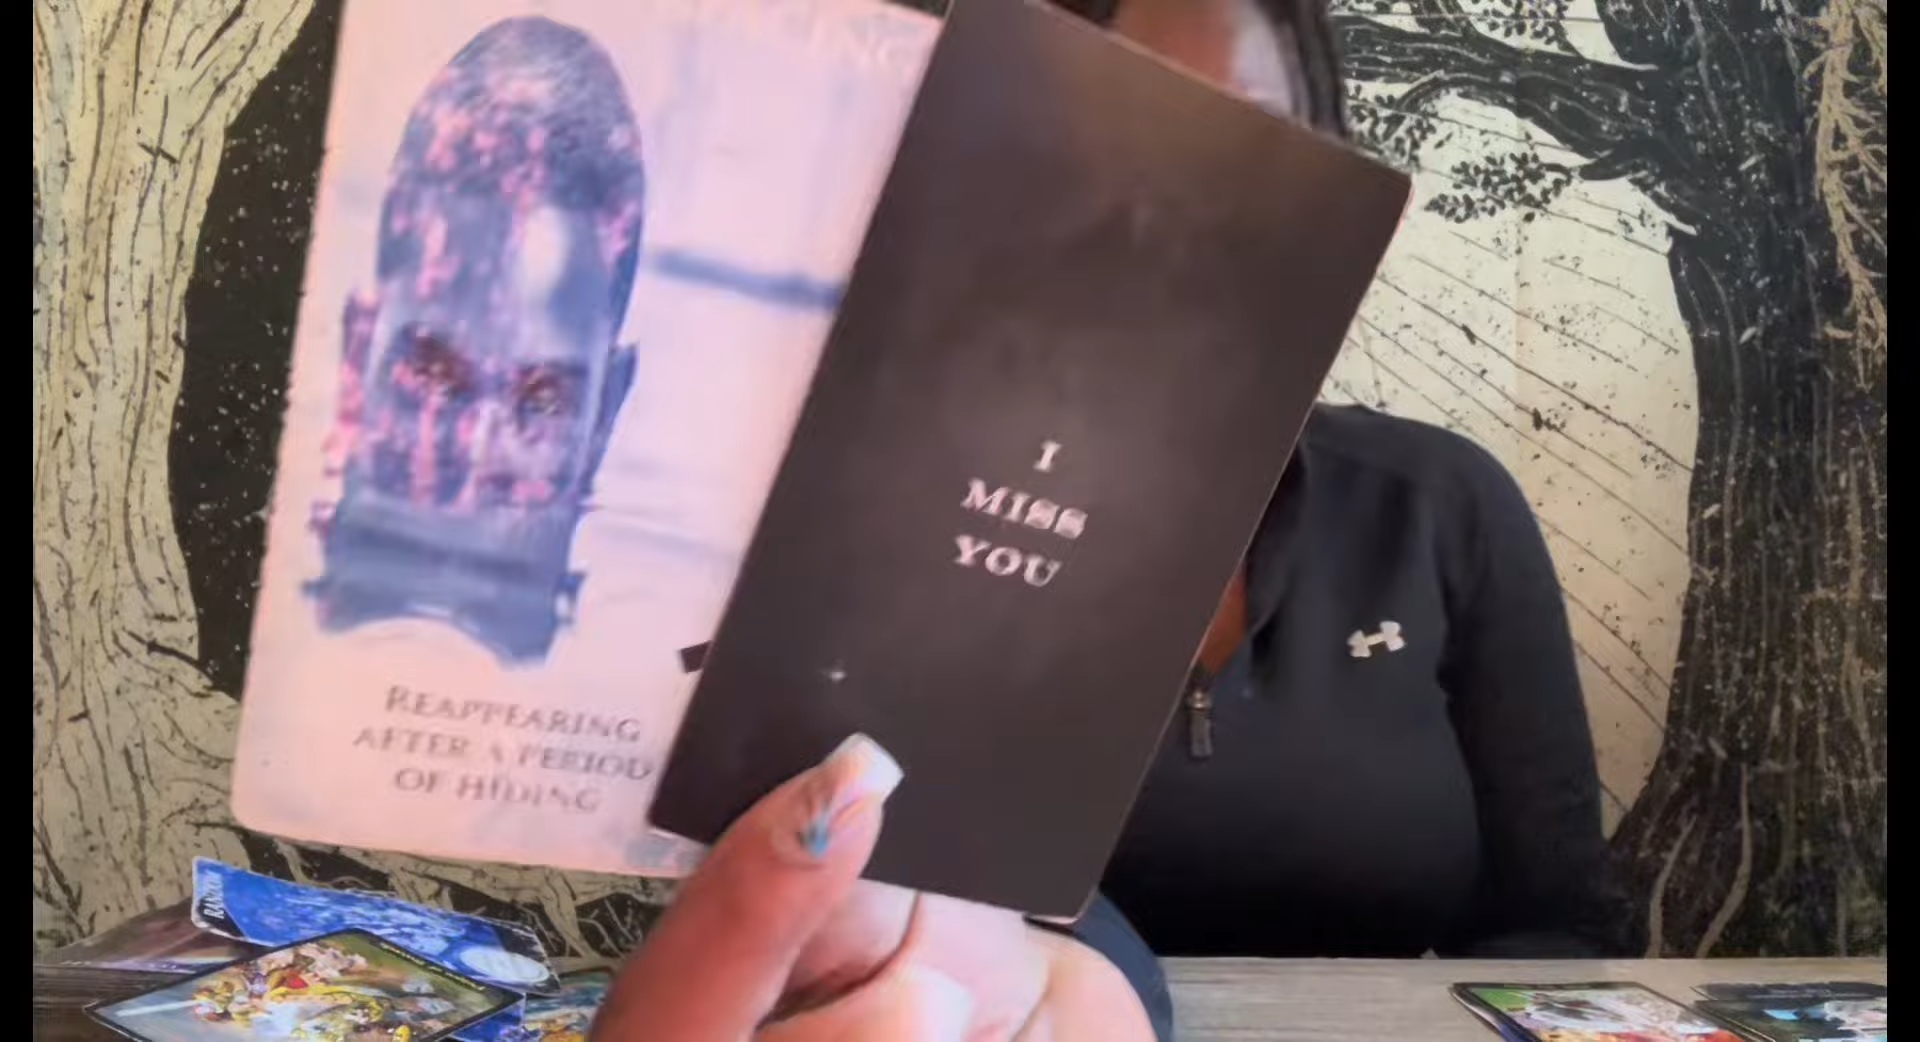 REAPPEARING
AFTER A PERIOD
OF HIDING
I
MISS
YOU